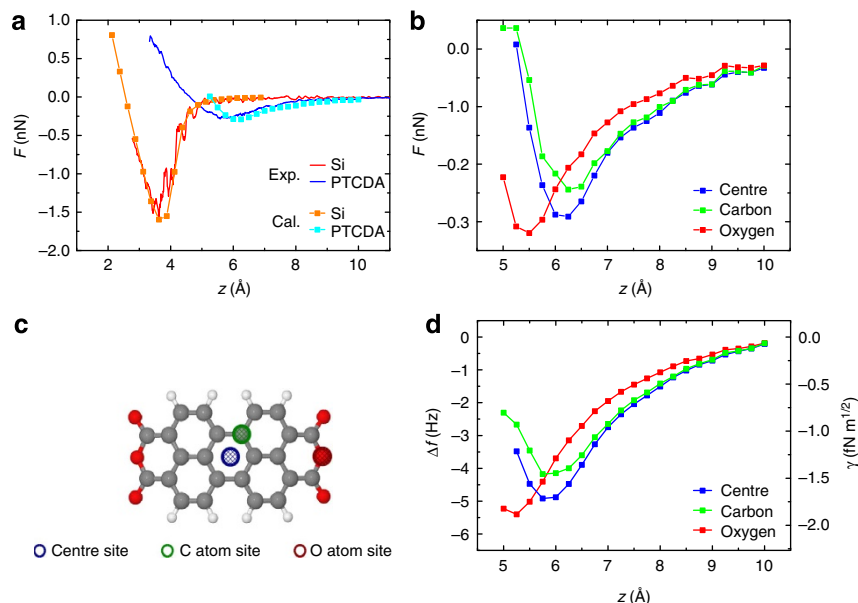 a
1.0
0.5
0.0
−0.5
−1.0
−1.5
−2.0
F (nN)
Exp.
Si
PTCDA
Cal.
Si
PTCDA
2 4 6 8 10
z (Å)
b
0.0
−0.1
−0.2
−0.3
F (nN)
Centre
Carbon
Oxygen
5 6 7 8 9 10
z (Å)
c
Centre site C atom site O atom site
d
0
−1
−2
−3
−4
−5
−6
Δf (Hz)
0.0
−0.5
−1.0
−1.5
−2.0
γ (fN m^1/2)
Centre
Carbon
Oxygen
5 6 7 8 9 10
z (Å)